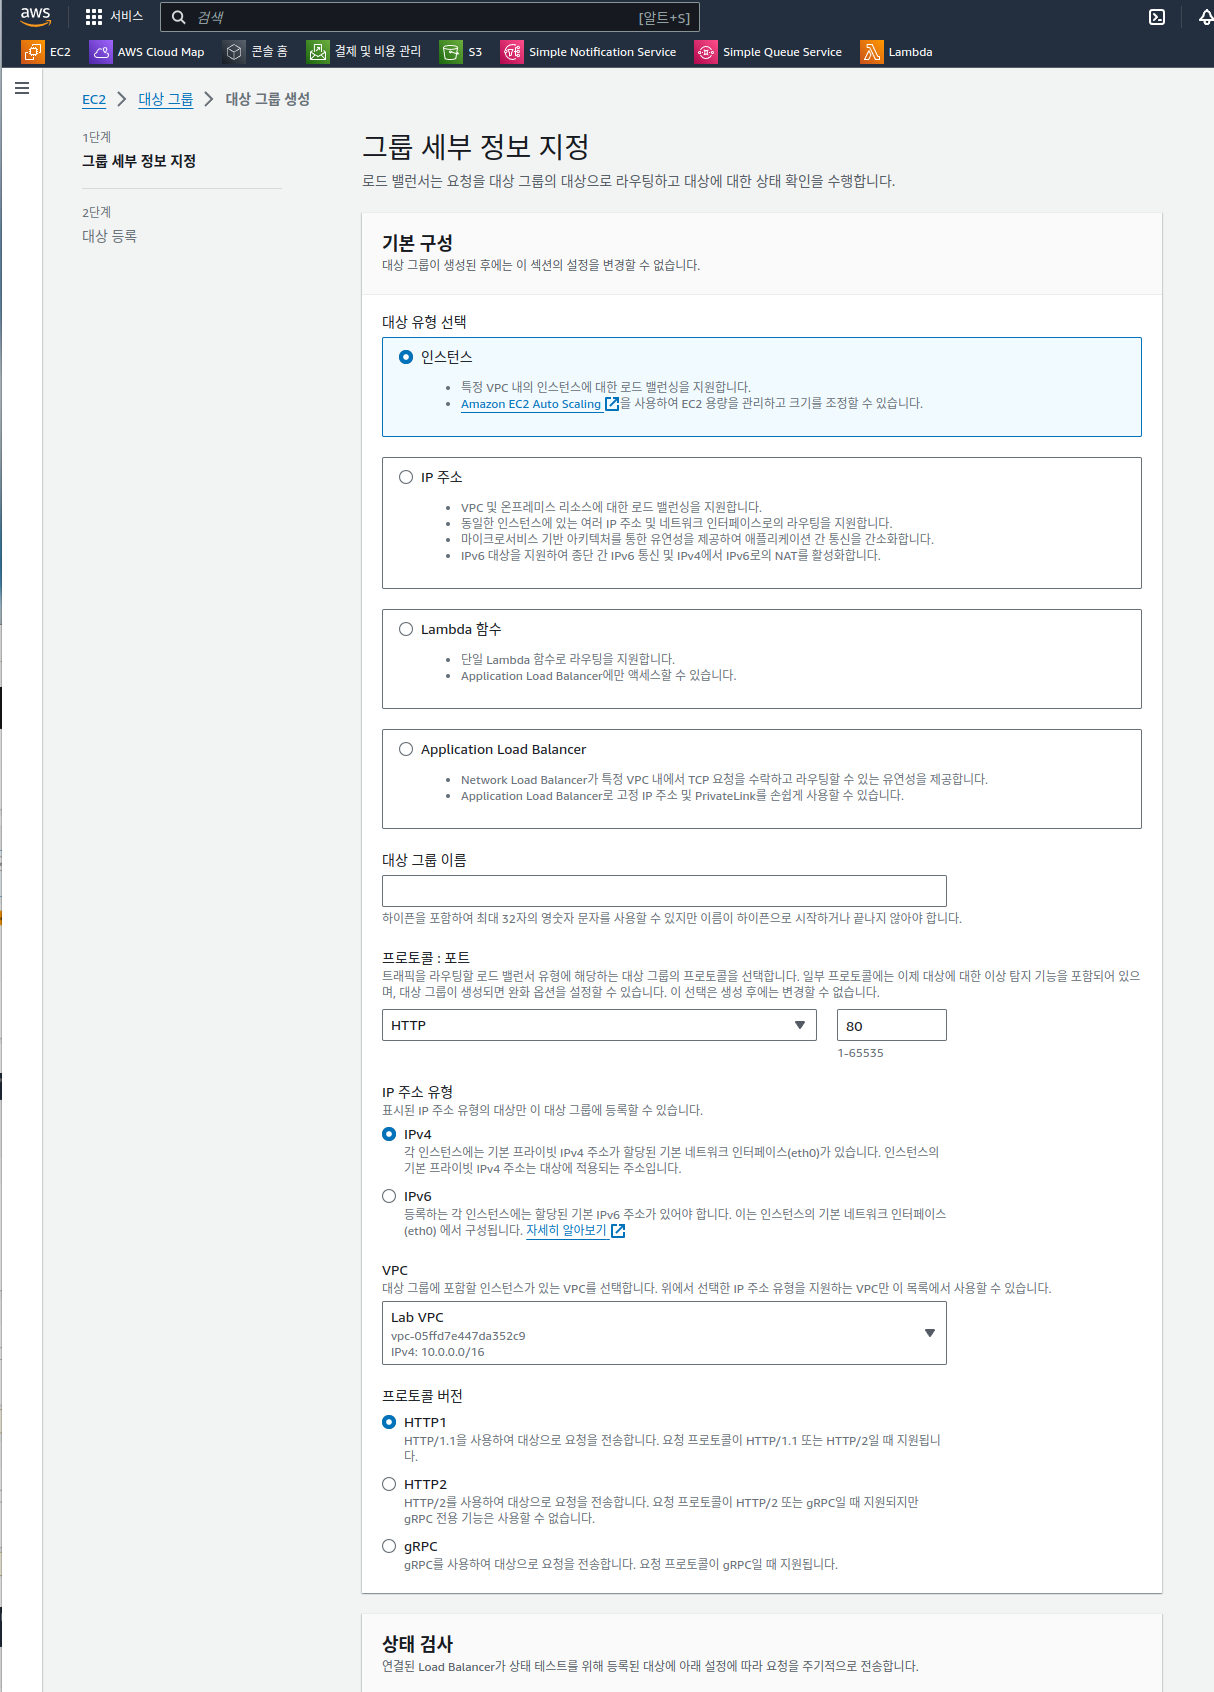 aws
서비스
검색
[알트+S]
EC2
AWS Cloud Map
콘솔 홈
결제 및 비용 관리
S3
Simple Notification Service
Simple Queue Service
Lambda
EC2
대상 그룹
대상 그룹 생성
1단계
그룹 세부 정보 지정
2단계
대상 등록
그룹 세부 정보 지정
로드 밸런서는 요청을 대상 그룹의 대상으로 라우팅하고 대상에 대한 상태 확인을 수행합니다.
기본 구성
대상 그룹이 생성된 후에는 이 섹션의 설정을 변경할 수 없습니다.
대상 유형 선택
인스턴스
특정 VPC 내의 인스턴스에 대한 로드 밸런싱을 지원합니다.
Amazon EC2 Auto Scaling 을 사용하여 EC2 용량을 관리하고 크기를 조정할 수 있습니다.
IP 주소
VPC 및 온프레미스 리소스에 대한 로드 밸런싱을 지원합니다.
동일한 인스턴스에 있는 여러 IP 주소 및 네트워크 인터페이스로의 라우팅을 지원합니다.
마이크로서비스 기반 아키텍처를 통한 유연성을 제공하여 애플리케이션 간 통신을 간소화합니다.
IPv6 대상을 지원하여 종단 간 IPv6 통신 및 IPv4에서 IPv6로의 NAT를 활성화합니다.
Lambda 함수
단일 Lambda 함수로 라우팅을 지원합니다.
Application Load Balancer에만 액세스할 수 있습니다.
Application Load Balancer
Network Load Balancer가 특정 VPC 내에서 TCP 요청을 수락하고 라우팅할 수 있는 유연성을 제공합니다.
Application Load Balancer로 고정 IP 주소 및 PrivateLink를 손쉽게 사용할 수 있습니다.
대상 그룹 이름
하이픈을 포함하여 최대 32자의 영숫자 문자를 사용할 수 있지만 이름이 하이픈으로 시작하거나 끝나지 않아야 합니다.
프로토콜 : 포트
트래픽을 라우팅할 로드 밸런서 유형에 해당하는 대상 그룹의 프로토콜을 선택합니다. 일부 프로토콜에는 이제 대상에 대한 이상 탐지 기능을 포함되어 있으
며, 대상 그룹이 생성되면 완화 옵션을 설정할 수 있습니다. 이 선택은 생성 후에는 변경할 수 없습니다.
HTTP
80
1-65535
IP 주소 유형
표시된 IP 주소 유형의 대상만 이 대상 그룹에 등록할 수 있습니다.
IPv4
각 인스턴스에는 기본 프라이빗 IPv4 주소가 할당된 기본 네트워크 인터페이스(eth0)가 있습니다. 인스턴스의
기본 프라이빗 IPv4 주소는 대상에 적용되는 주소입니다.
IPv6
등록하는 각 인스턴스에는 할당된 기본 IPv6 주소가 있어야 합니다. 이는 인스턴스의 기본 네트워크 인터페이스
(eth0) 에서 구성됩니다. 자세히 알아보기
VPC
대상 그룹에 포함할 인스턴스가 있는 VPC를 선택합니다. 위에서 선택한 IP 주소 유형을 지원하는 VPC만 이 목록에서 사용할 수 있습니다.
Lab VPC
vpc-05ffd7e447da352c9
IPv4: 10.0.0.0/16
프로토콜 버전
HTTP1
HTTP/1.1을 사용하여 대상으로 요청을 전송합니다. 요청 프로토콜이 HTTP/1.1 또는 HTTP/2일 때 지원됩니
다.
HTTP2
HTTP/2를 사용하여 대상으로 요청을 전송합니다. 요청 프로토콜이 HTTP/2 또는 gRPC일 때 지원되지만
gRPC 전용 기능은 사용할 수 없습니다.
gRPC
gRPC를 사용하여 대상으로 요청을 전송합니다. 요청 프로토콜이 gRPC일 때 지원됩니다.
상태 검사
연결된 Load Balancer가 상태 테스트를 위해 등록된 대상에 아래 설정에 따라 요청을 주기적으로 전송합니다.